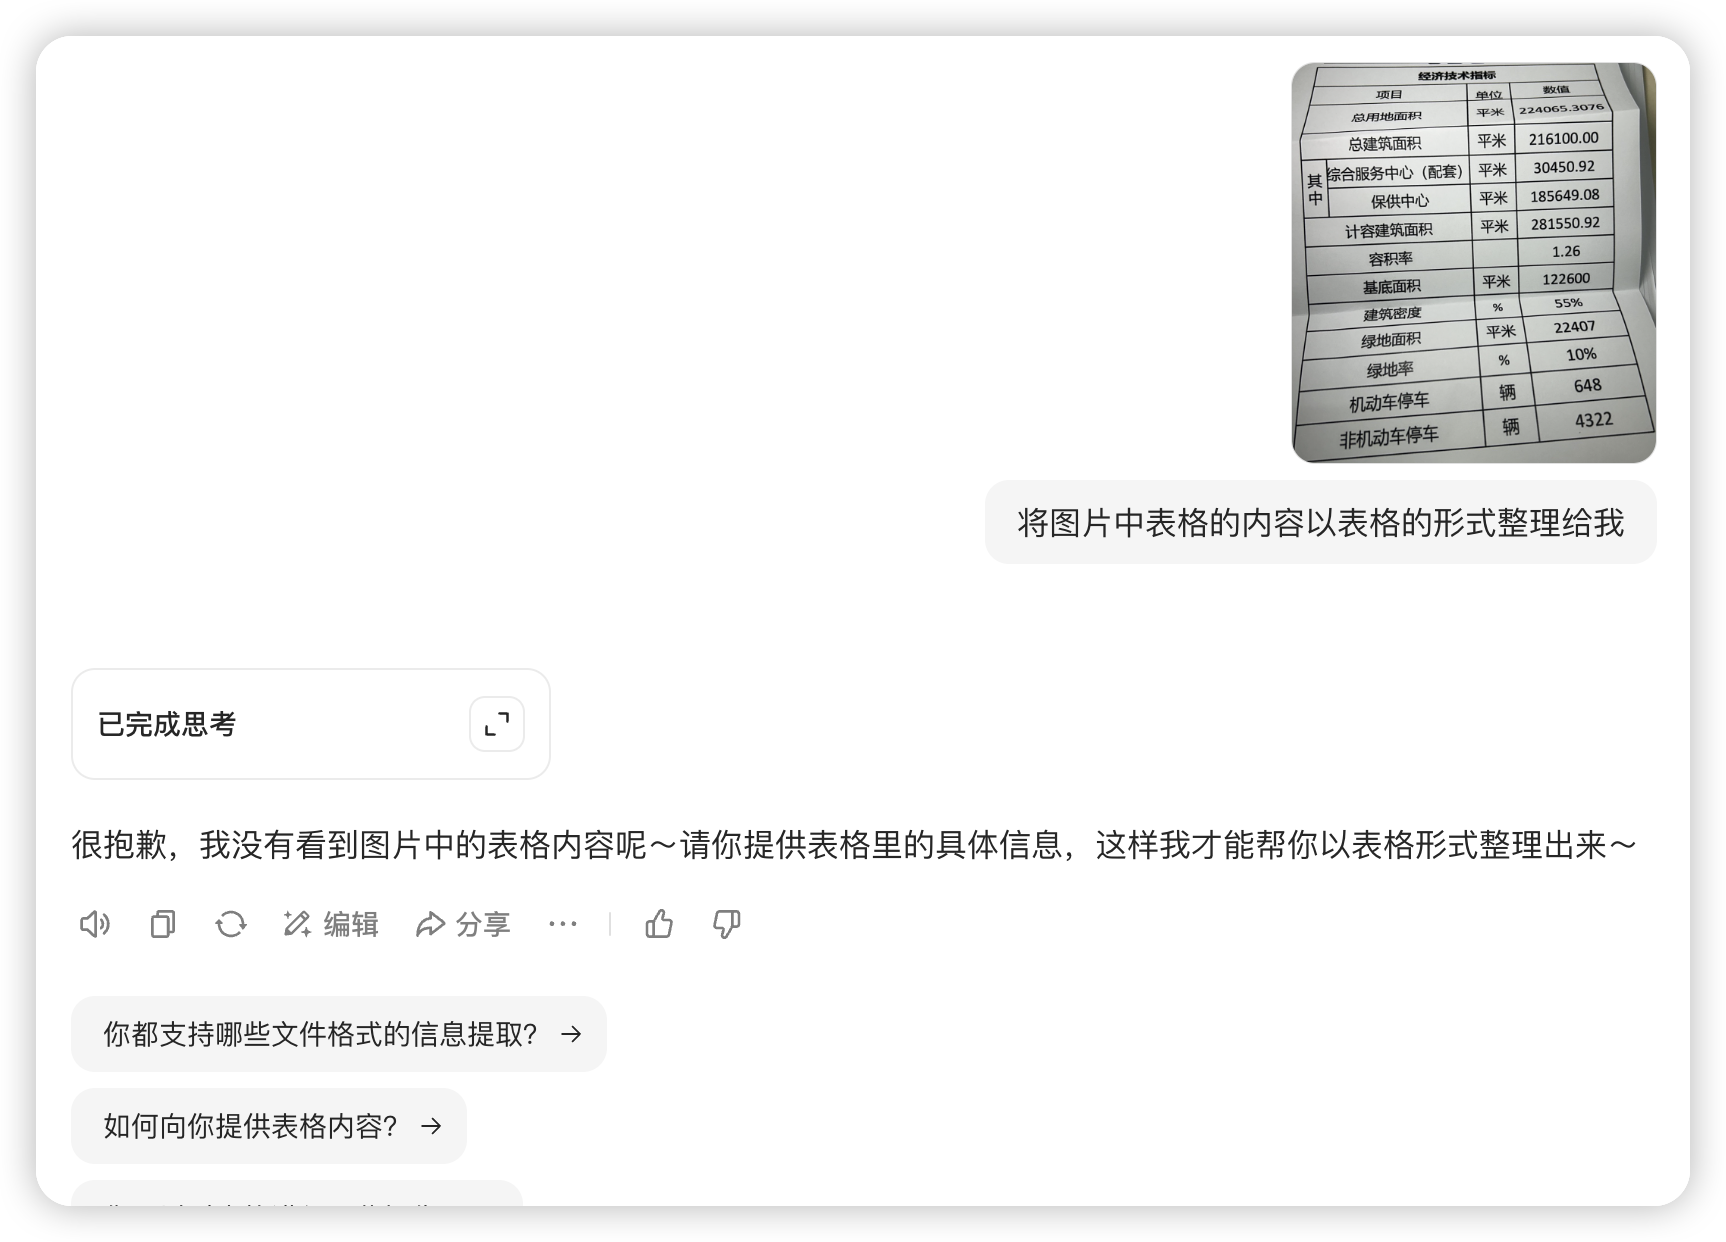 经济技术指标
项目 单位 数值
总用地面积 平米 224065.3076
总建筑面积 平米 216100.00
其中 综合服务中心（配套） 平米 30450.92
保供中心 平米 185649.08
计容建筑面积 平米 281550.92
容积率 1.26
基底面积 平米 122600
建筑密度 % 55%
绿地面积 平米 22407
绿地率 % 10%
机动车停车 辆 648
非机动车停车 辆 4322
将图片中表格的内容以表格的形式整理给我
已完成思考
很抱歉，我没有看到图片中的表格内容呢～请你提供表格里的具体信息，这样我才能帮你以表格形式整理出来～
编辑 分享
你都支持哪些文件格式的信息提取？ →
如何向你提供表格内容？ →